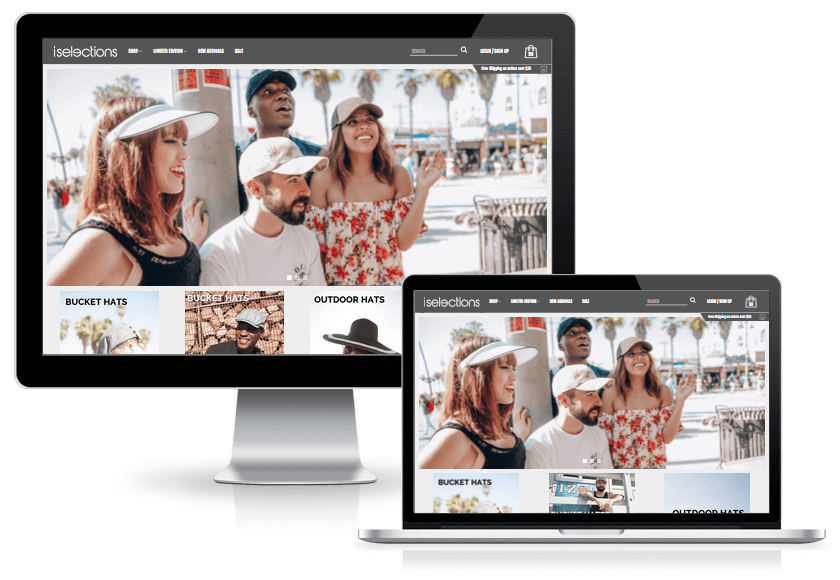 iselections SHOP LIMITED EDITION NEW ARRIVALS SALE SEARCH LOGIN / SIGN UP
Free Shipping on orders over $50
BUCKET HATS BUCKET HATS OUTDOOR HATS
iselections SHOP LIMITED EDITION NEW ARRIVALS SALE SEARCH LOGIN / SIGN UP
Free Shipping on orders over $50
BUCKET HATS BUCKET HATS OUTDOOR HATS